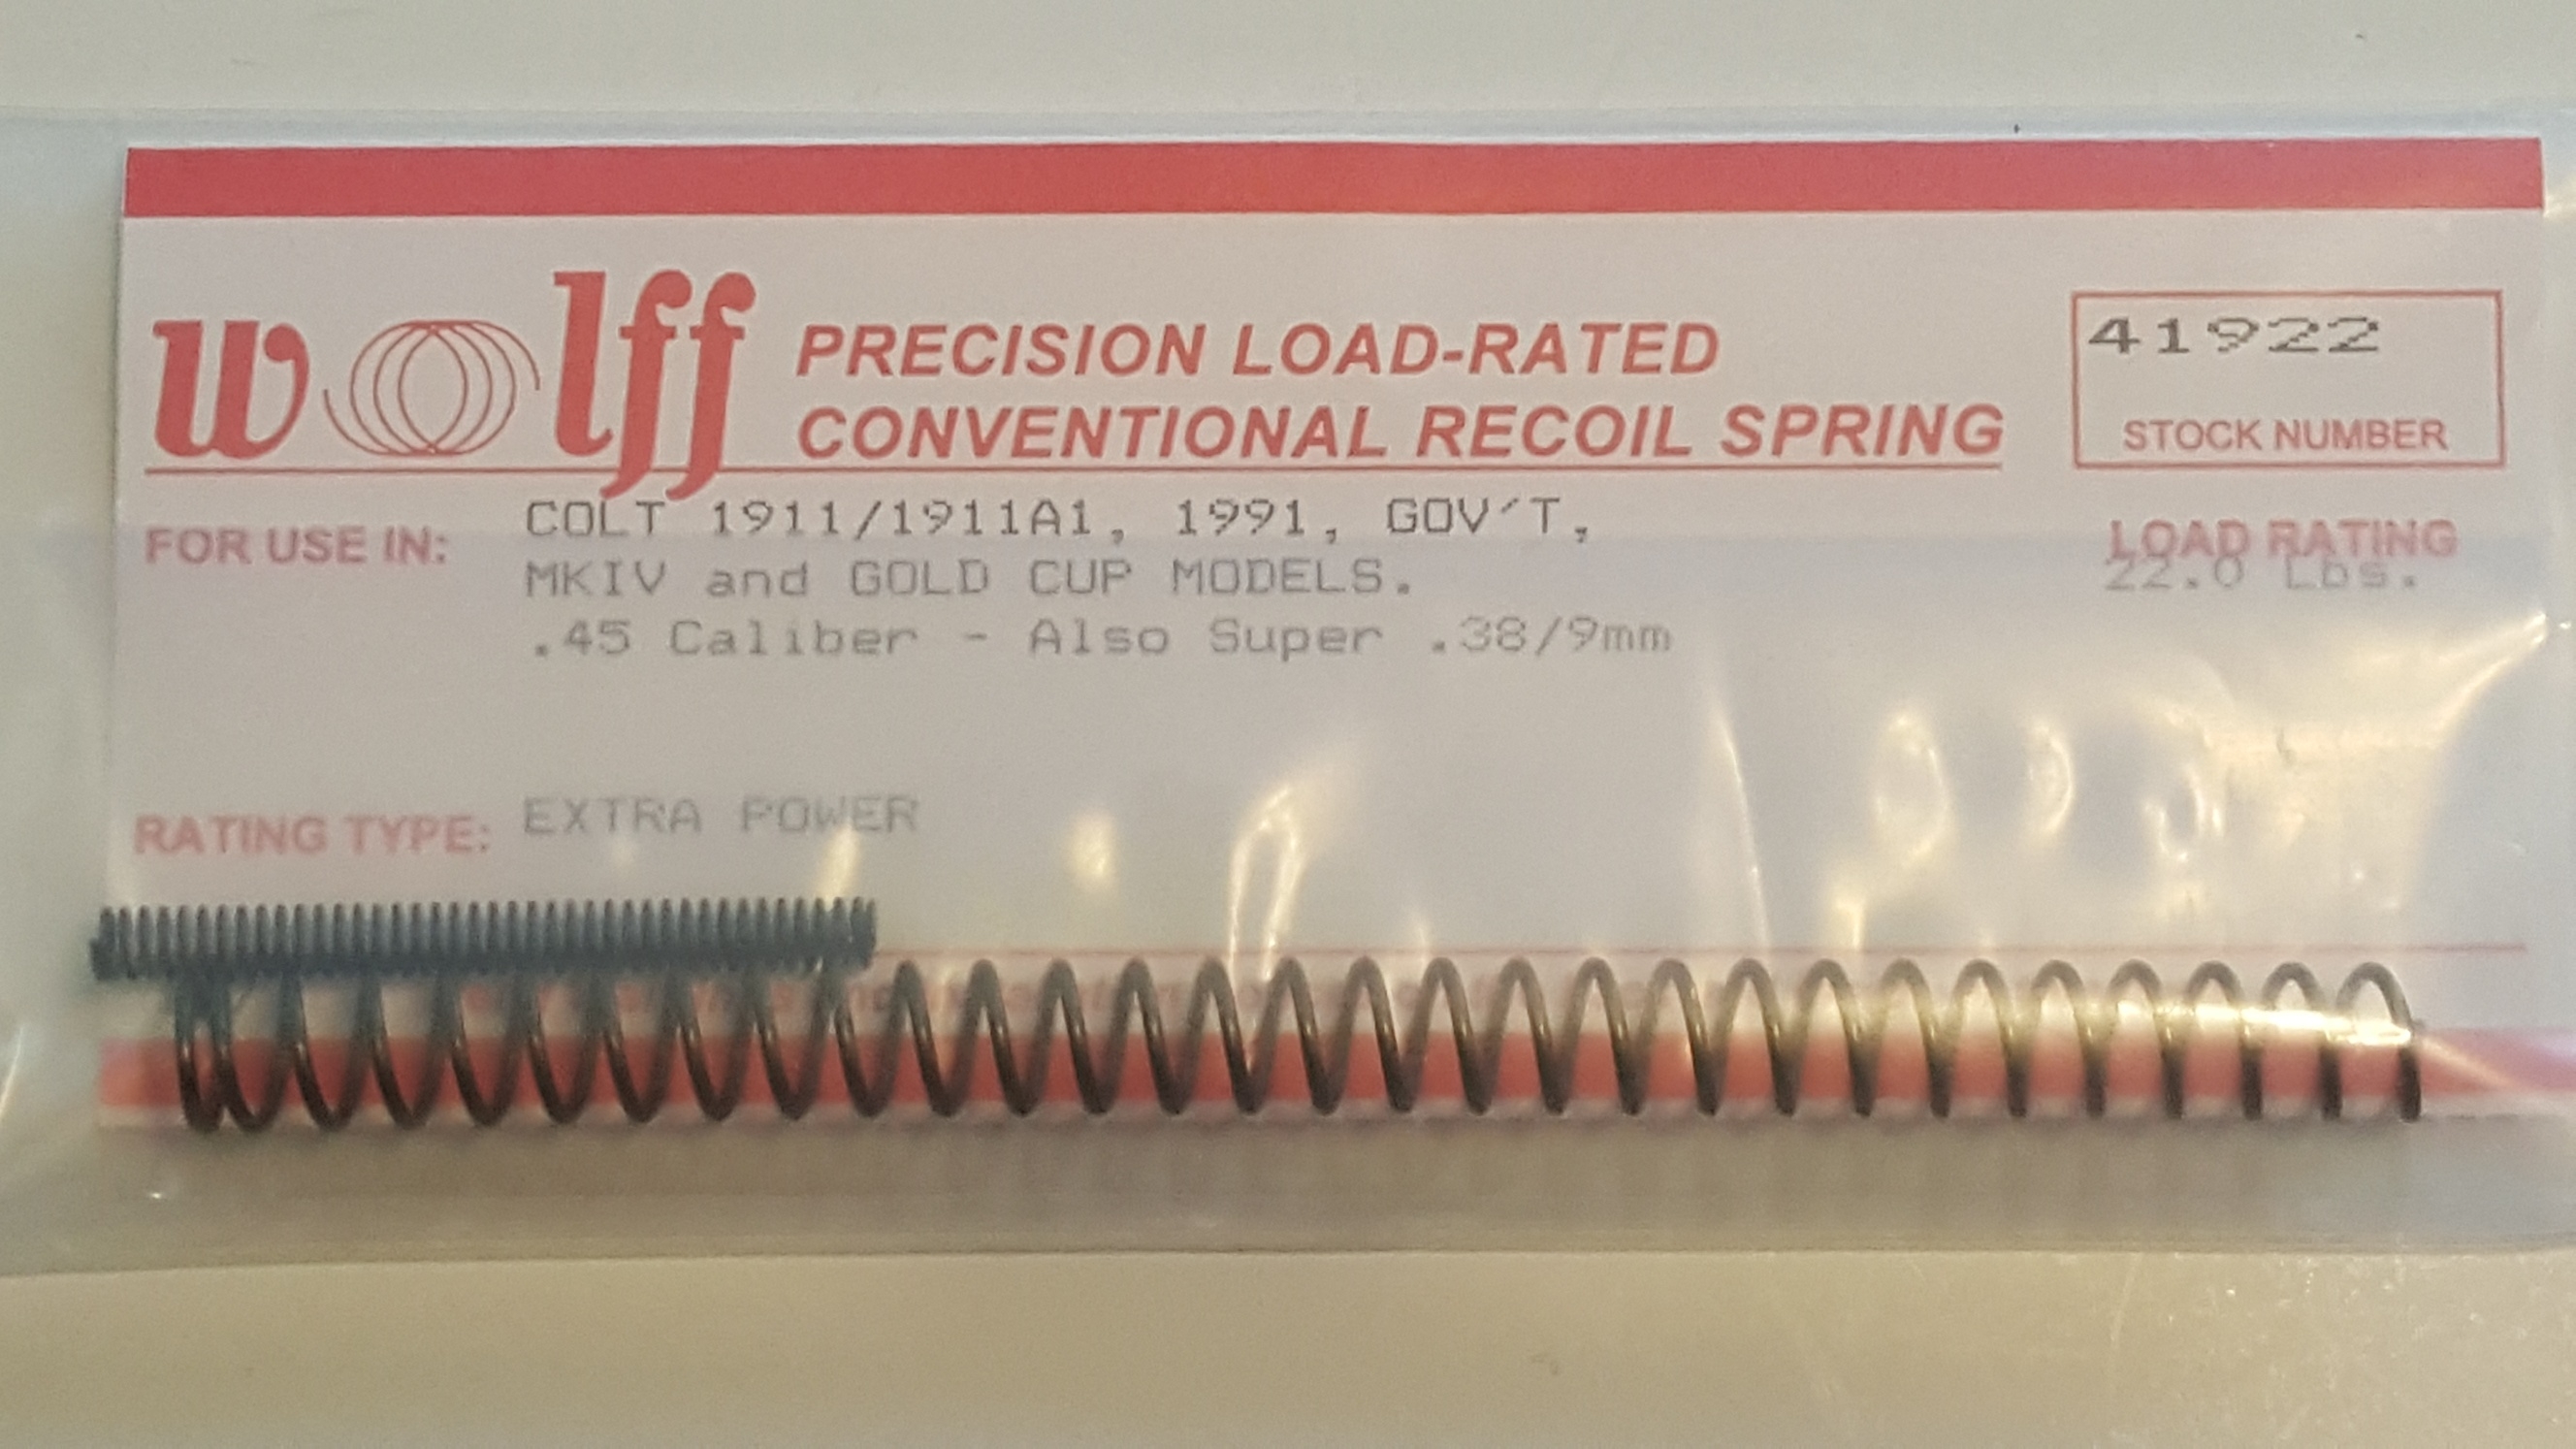 wolff
PRECISION LOAD-RATED
CONVENTIONAL RECOIL SPRING
41922
STOCK NUMBER
FOR USE IN:
COLT 1911/1911A1, 1991, GOV'T,
MKIV and GOLD CUP MODELS.
.45 Caliber - Also Super .38/9mm
LOAD RATING
22.0 Lbs.
RATING TYPE: EXTRA POWER